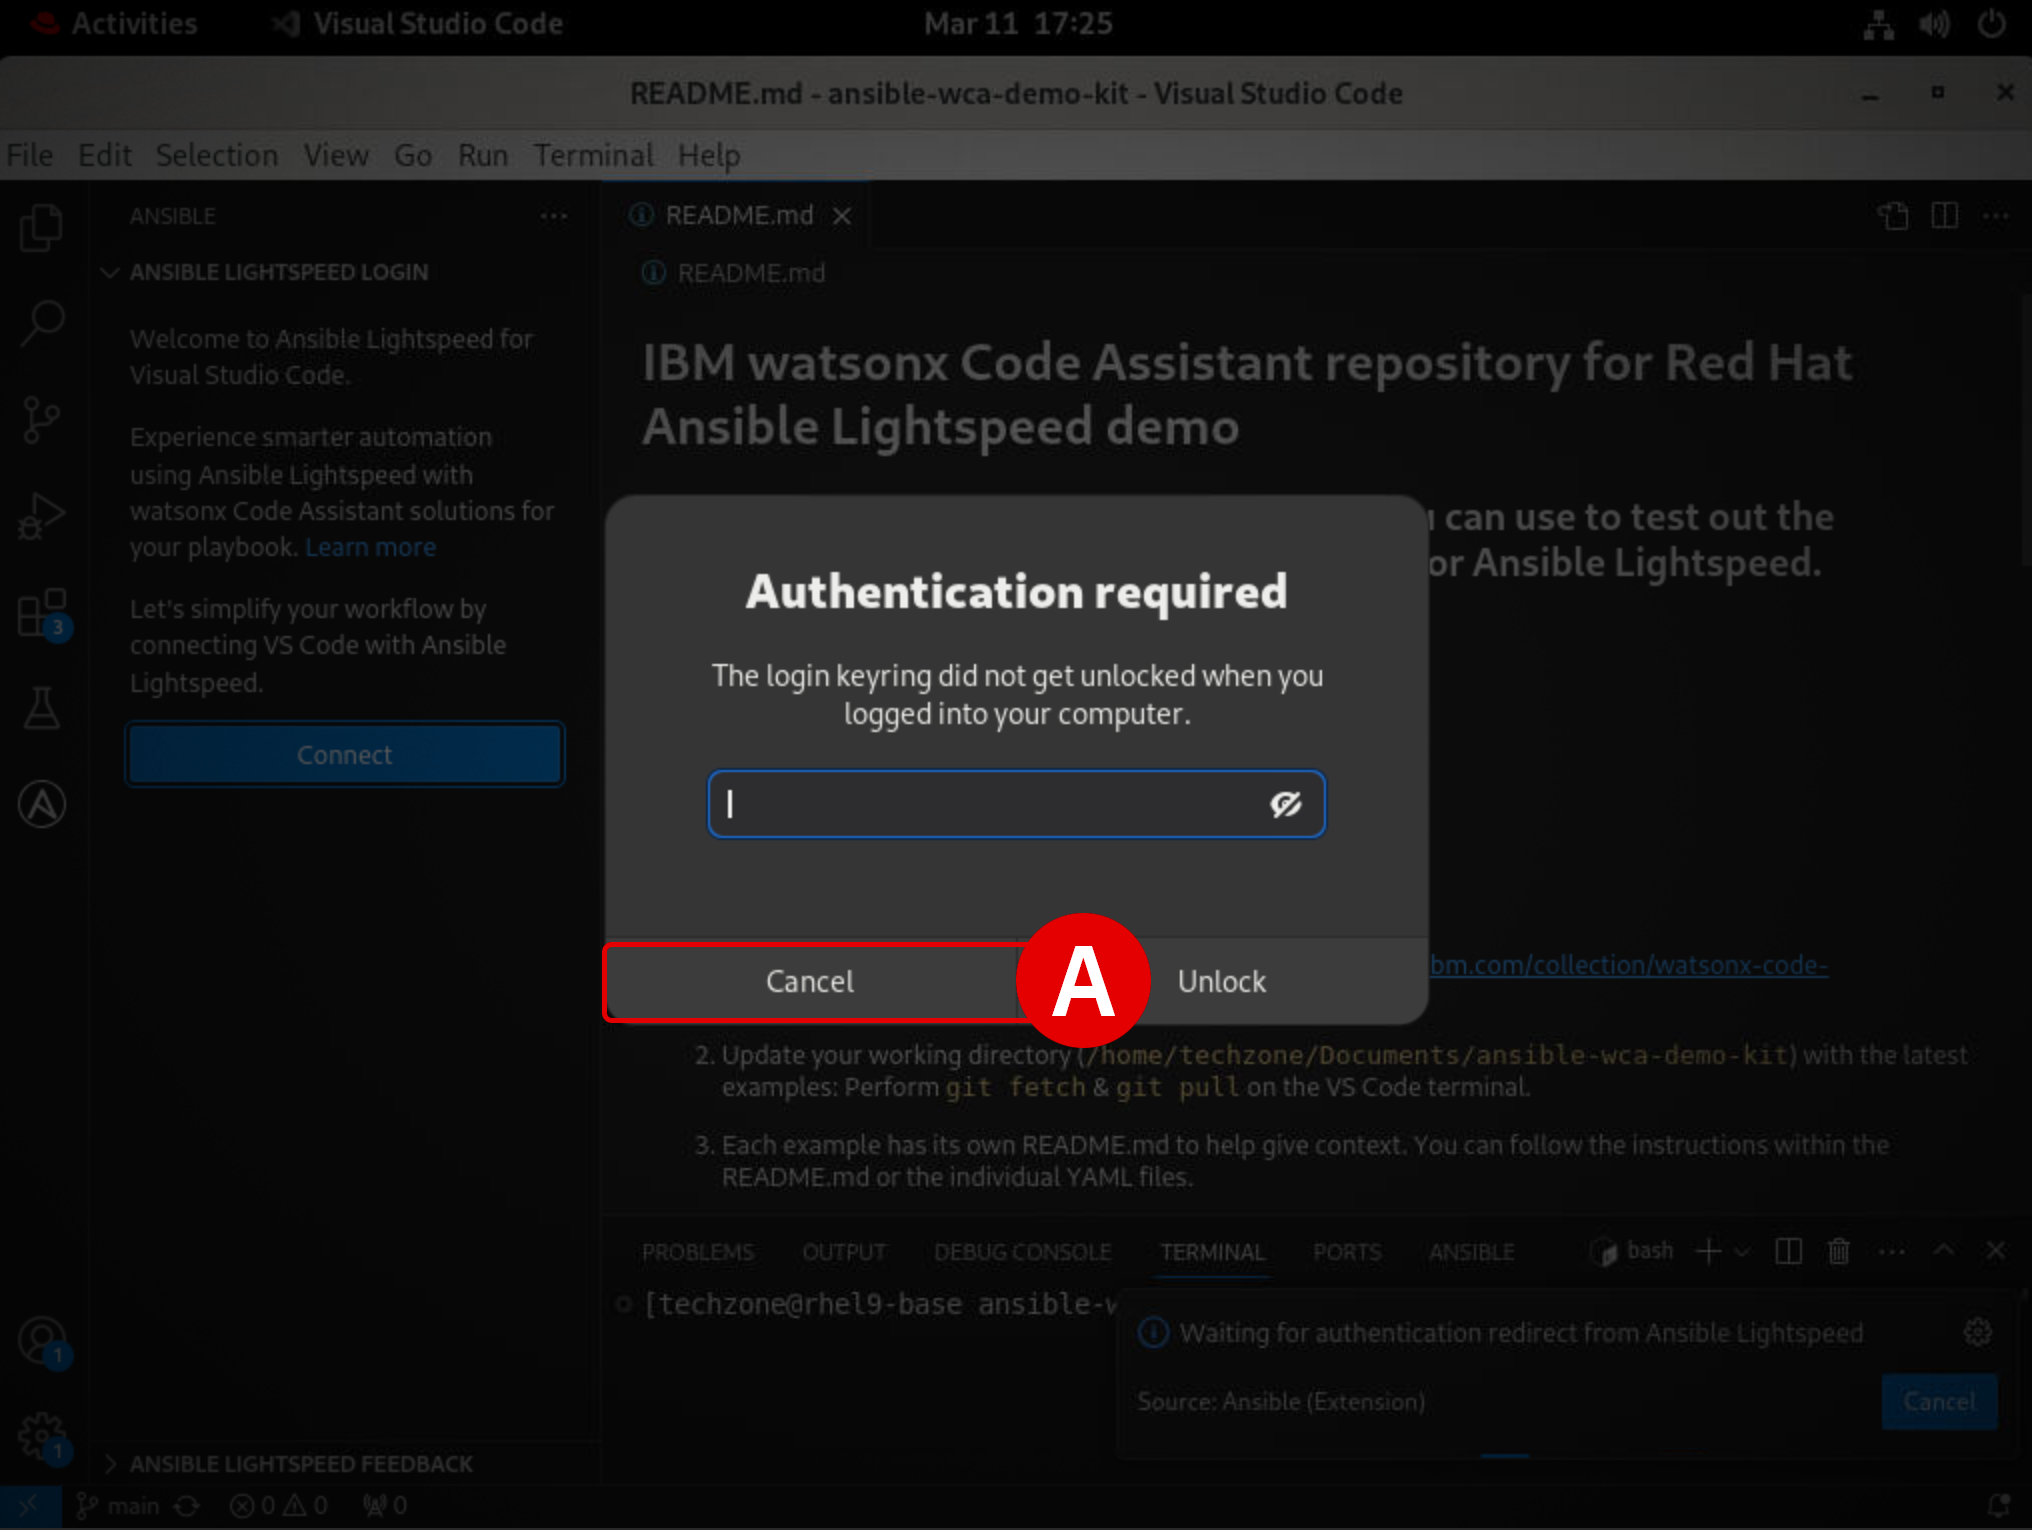 Activities
Visual Studio Code
Mar 11 17:25
README.md - ansible-wca-demo-kit - Visual Studio Code
File Edit Selection View Go Run Terminal Help
ANSIBLE
ANSIBLE LIGHTSPEED LOGIN
Welcome to Ansible Lightspeed for
Visual Studio Code.
Experience smarter automation
using Ansible Lightspeed with
watsonx Code Assistant solutions for
your playbook. Learn more
Let's simplify your workflow by
connecting VS Code with Ansible
Lightspeed.
Connect
3
1
1
ANSIBLE LIGHTSPEED FEEDBACK
README.md
README.md
IBM watsonx Code Assistant repository for Red Hat
Ansible Lightspeed demo
can use to test out the
or Ansible Lightspeed.
Authentication required
The login keyring did not get unlocked when you
logged into your computer.
Cancel
A
Unlock
bm.com/collection/watsonx-code-
2. Update your working directory (/home/techzone/Documents/ansible-wca-demo-kit) with the latest
examples: Perform git fetch & git pull on the VS Code terminal.
3. Each example has its own README.md to help give context. You can follow the instructions within the
README.md or the individual YAML files.
PROBLEMS OUTPUT DEBUG CONSOLE TERMINAL PORTS ANSIBLE
bash
[techzone@rhel9-base ansible-w
Waiting for authentication redirect from Ansible Lightspeed
Source: Ansible (Extension)
Cancel
main 0 0 0